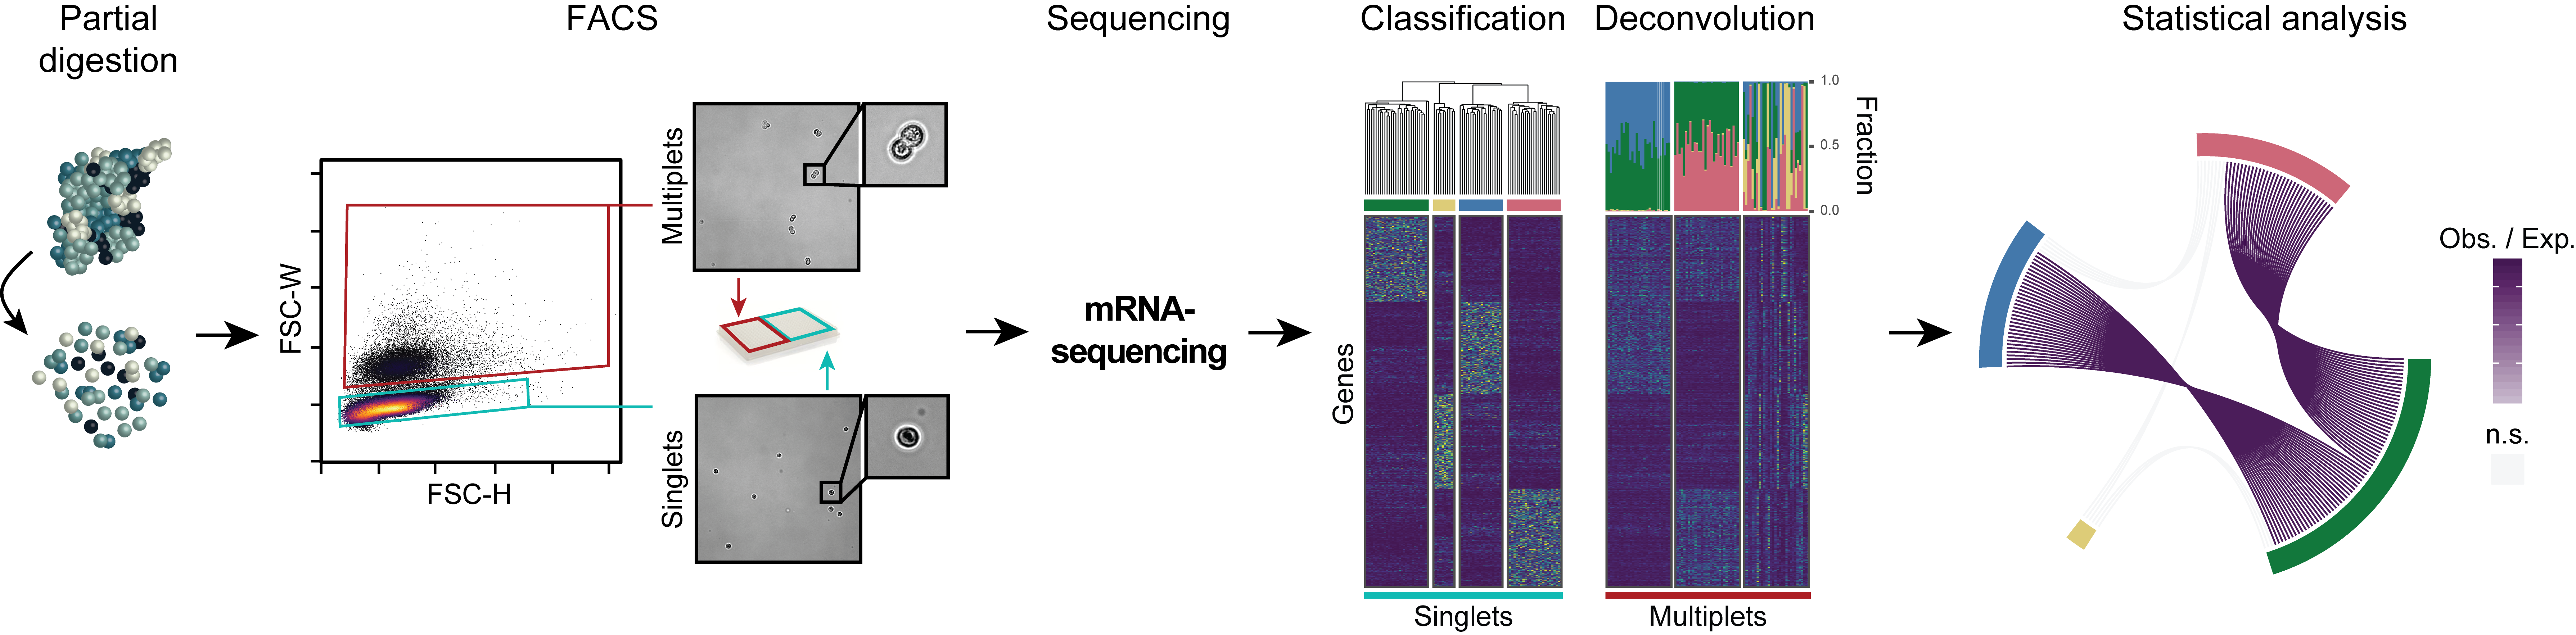 Partial
digestion
FACS
Sequencing
Classification
Deconvolution
Statistical analysis
FSC-W
FSC-H
Multiplets
Singlets
mRNA-
sequencing
Genes
Singlets
1.0
0.5
0.0
Fraction
Multiplets
Obs. / Exp.
n.s.